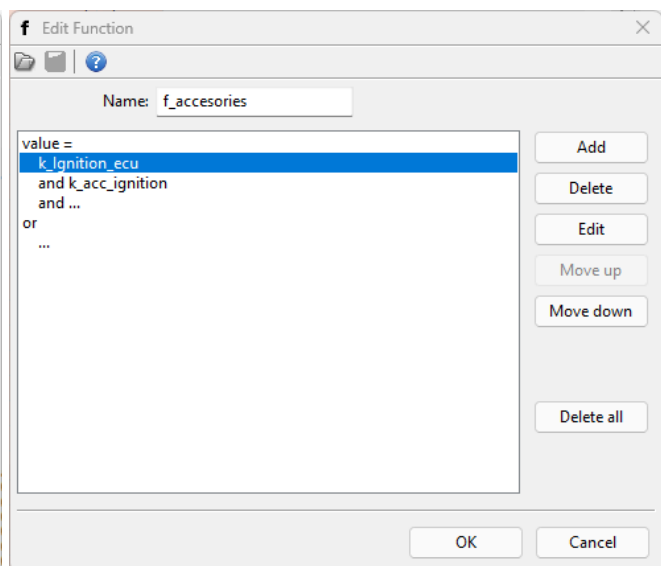 f Edit Function
Name: f_accesories
value =
k_Ignition_ecu
and k_acc_ignition
and ...
or
...
Add
Delete
Edit
Move up
Move down
Delete all
OK
Cancel